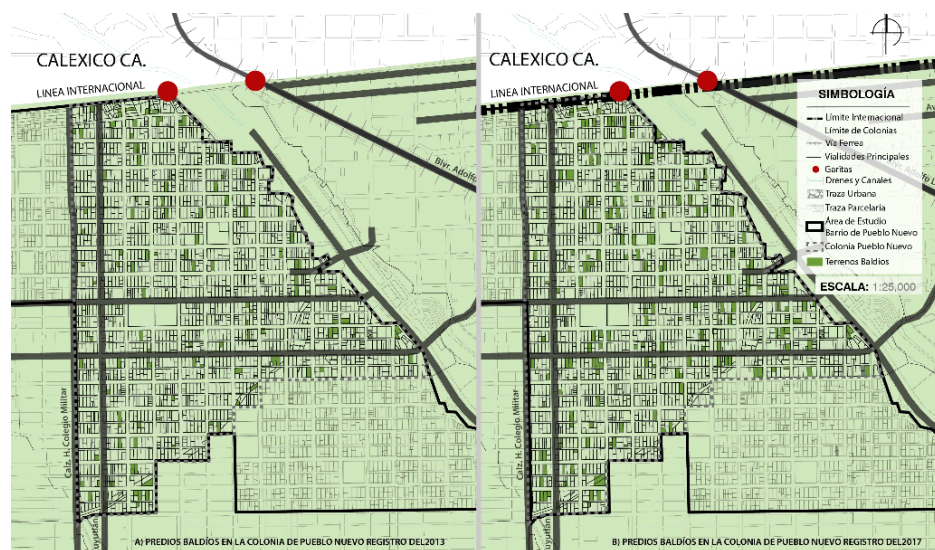 CALEXICO CA.
LINEA INTERNACIONAL
Blvr. Adolfo
Calz. H. Colegio Militar
A) PREDIOS BALDÍOS EN LA COLONIA DE PUEBLO NUEVO REGISTRO DEL2013
CALEXICO CA.
LINEA INTERNACIONAL
Calz. H. Colegio Militar
SIMBOLOGÍA
Límite Internacional
Límite de Colonias
Vía Ferrea
Vialidades Principales
Garitas
Drenes y Canales
Traza Urbana
Traza Parcelaria
Área de Estudio
Barrio de Pueblo Nuevo
Colonia Pueblo Nuevo
Terrenos Baldíos
ESCALA: 1:25,000
B) PREDIOS BALDÍOS EN LA COLONIA DE PUEBLO NUEVO REGISTRO DEL2017